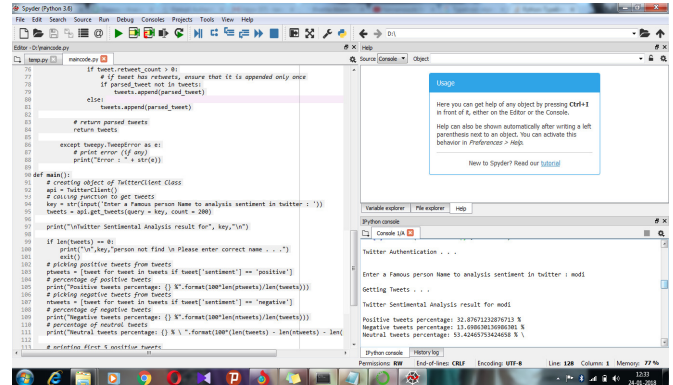 Spyder (Python 3.6)
File Edit Search Source Run Debug Consoles Projects Tools View Help
D:\
Editor - D:\maincode.py
temp.py maincode.py
76 if tweet.retweet_count > 0:
77 # if tweet has retweets, ensure that it is appended only once
78 if parsed_tweet not in tweets:
79 tweets.append(parsed_tweet)
80 else:
81 tweets.append(parsed_tweet)
82
83 # return parsed tweets
84 return tweets
85
86 except tweepy.TweepError as e:
87 # print error (if any)
88 print("Error : " + str(e))
89
90 def main():
91 # creating object of TwitterClient Class
92 api = TwitterClient()
93 # calling function to get tweets
94 key = str(input('Enter a Famous person Name to analysis sentiment in twitter : '))
95 tweets = api.get_tweets(query = key, count = 200)
96
97 print("\nTwitter Sentimental Analysis result for", key,"\n")
98
99 if len(tweets) == 0:
100 print("\n",key,"person not find \n Please enter correct name . . . .")
101 exit()
102 # picking positive tweets from tweets
103 ptweets = [tweet for tweet in tweets if tweet['sentiment'] == 'positive']
104 # percentage of positive tweets
105 print("Positive tweets percentage: {} %".format(100*len(ptweets)/len(tweets)))
106 # picking negative tweets from tweets
107 ntweets = [tweet for tweet in tweets if tweet['sentiment'] == 'negative']
108 # percentage of negative tweets
109 print("Negative tweets percentage: {} %".format(100*len(ntweets)/len(tweets)))
110 # percentage of neutral tweets
111 print("Neutral tweets percentage: {} % \ ".format(100*(len(tweets) - len(ntweets) - len(
112
113 # printing first 5 positive tweets
Help
Source Console Object
Usage
Here you can get help of any object by pressing Ctrl+I
in front of it, either on the Editor or the Console.
Help can also be shown automatically after writing a left
parenthesis next to an object. You can activate this
behavior in Preferences > Help.
New to Spyder? Read our tutorial
Variable explorer File explorer Help
IPython console
Console 1/A
Twitter Authentication . . .
Enter a Famous person Name to analysis sentiment in twitter : modi
Getting Tweets . . .
Twitter Sentimental Analysis result for modi
Positive tweets percentage: 32.87671232876713 %
Negative tweets percentage: 13.698630136986301 %
Neutral tweets percentage: 53.42465753424658 % \
IPython console History log
Permissions: RW End-of-lines: CRLF Encoding: UTF-8 Line: 128 Column: 1 Memory: 77 %
12:33
24-01-2018